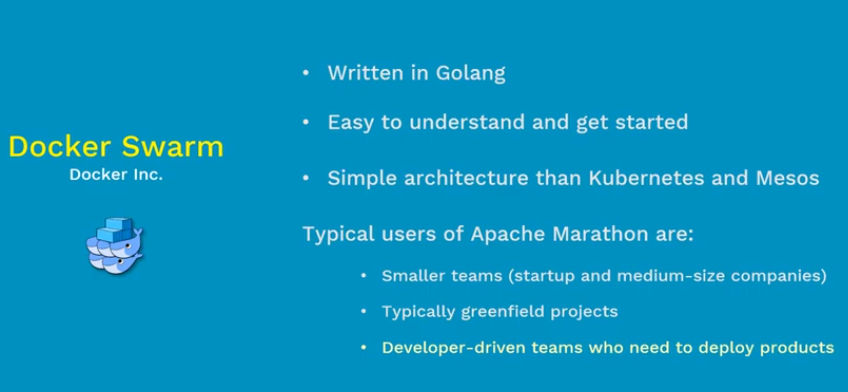 Docker Swarm
Docker Inc.
• Written in Golang
• Easy to understand and get started
• Simple architecture than Kubernetes and Mesos
Typical users of Apache Marathon are:
• Smaller teams (startup and medium-size companies)
• Typically greenfield projects
• Developer-driven teams who need to deploy products